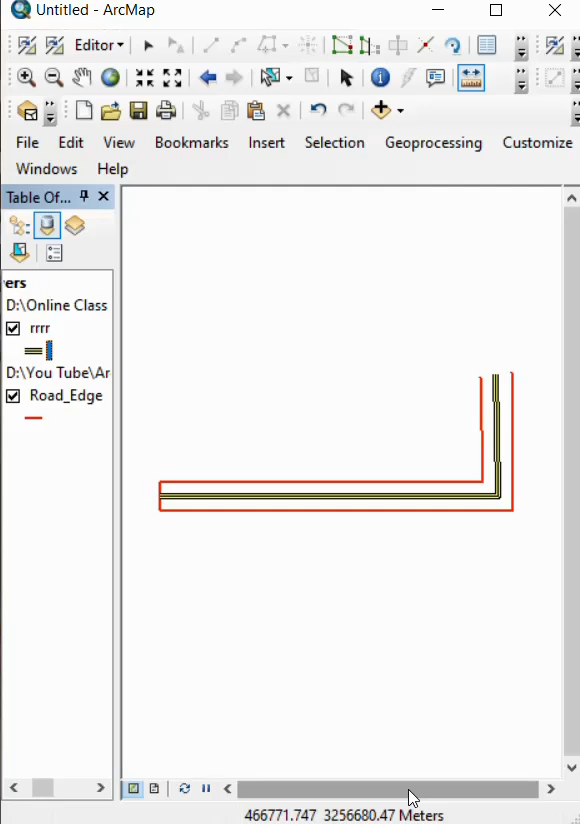 Untitled - ArcMap
Editor
File Edit View Bookmarks Insert Selection Geoprocessing Customize
Windows Help
Table Of...
ers
D:\Online Class
rrrr
D:\You Tube\Ar
Road_Edge
466771.747 3256680.47 Meters